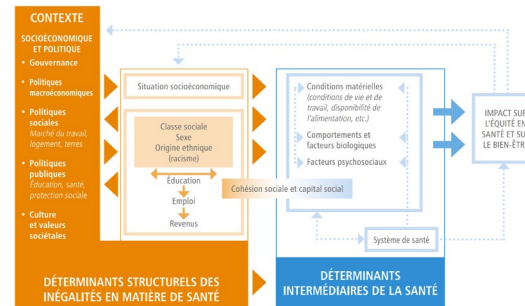 CONTEXTE
SOCIOÉCONOMIQUE
ET POLITIQUE
• Gouvernance
• Politiques
macroéconomiques
• Politiques
sociales
Marché du travail,
logement, terres
• Politiques
publiques
Éducation, santé,
protection sociale
• Culture
et valeurs
sociétales
Situation socioéconomique
Classe sociale
Sexe
Origine ethnique
(racisme)
Éducation
Emploi
Revenus
Cohésion sociale et capital social
Conditions matérielles
(conditions de vie et de
travail, disponibilité de
l'alimentation, etc.)
Comportements et
facteurs biologiques
Facteurs psychosociaux
Système de santé
IMPACT SUR
L'ÉQUITÉ EN
SANTÉ ET SUR
LE BIEN-ÊTRE
DÉTERMINANTS STRUCTURELS DES
INÉGALITÉS EN MATIÈRE DE SANTÉ
DÉTERMINANTS
INTERMÉDIAIRES DE LA SANTÉ